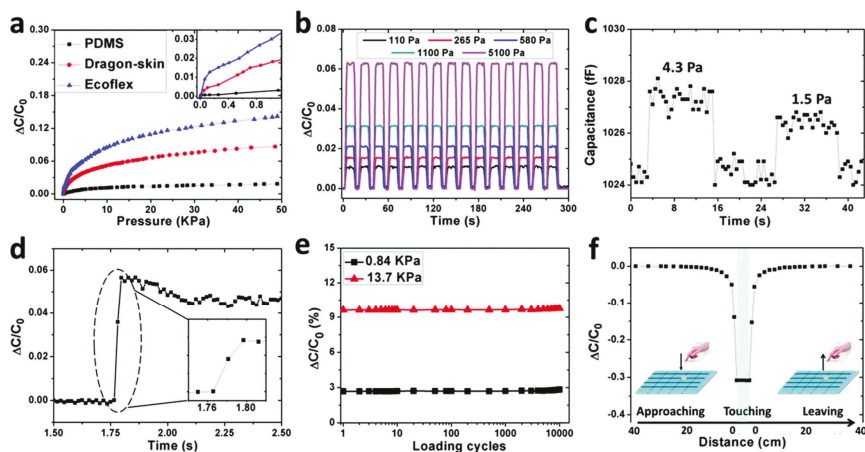 a
ΔC/C0
0.30
0.24
0.18
0.12
0.06
0.00
PDMS
Dragon-skin
Ecoflex
0.03
0.02
0.01
0.00
0.0 0.4 0.8
0 10 20 30 40 50
Pressure (KPa)
b
ΔC/C0
0.08
0.06
0.04
0.02
0.00
110 Pa 265 Pa 580 Pa
1100 Pa 5100 Pa
0 30 60 90 120 150 180 210 240 270 300
Time (s)
c
Capacitance (fF)
1030
1028
1026
1024
4.3 Pa
1.5 Pa
0 8 16 24 32 40
Time (s)
d
ΔC/C0
0.06
0.04
0.02
0.00
1.76 1.80
1.50 1.75 2.00 2.25 2.50
Time (s)
e
ΔC/C0 (%)
15
12
9
6
3
0
0.84 KPa
13.7 KPa
1 10 100 1000 10000
Loading cycles
f
ΔC/C0
0.0
-0.1
-0.2
-0.3
-0.4
Approaching Touching Leaving
40 20 0 0 20 40
Distance (cm)